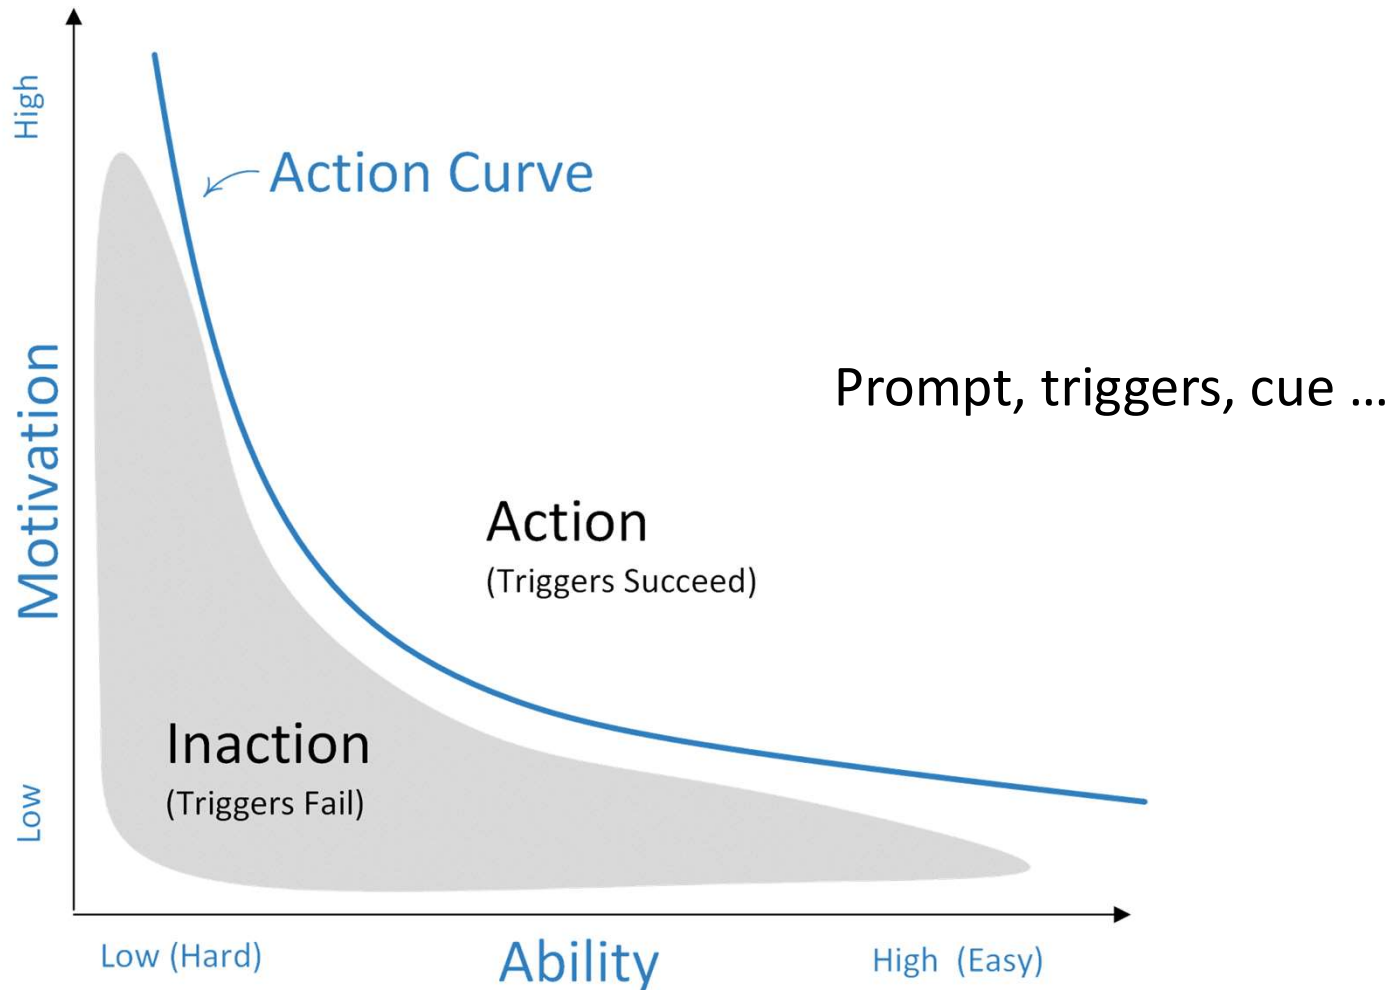 High
Action Curve
Motivation
Prompt, triggers, cue ...
Action
(Triggers Succeed)
Inaction
(Triggers Fail)
Low
Low (Hard)
Ability
High (Easy)